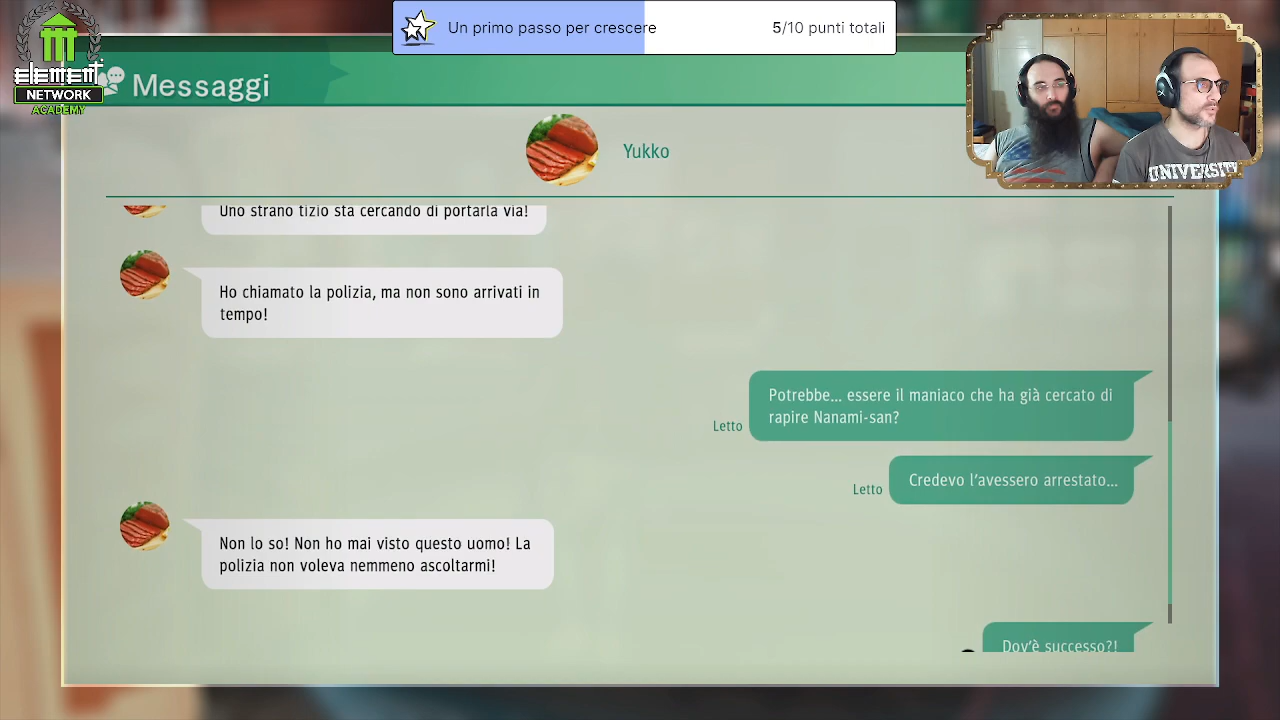 Un primo passo per crescere
5/10 punti totali
element
NETWORK
ACADEMY
Messaggi
Yukko
UNIVERSITY
Uno strano tizio sta cercando di portarla via!
Ho chiamato la polizia, ma non sono arrivati in
tempo!
Potrebbe... essere il maniaco che ha già cercato di
rapire Nanami-san?
Letto
Credevo l'avessero arrestato...
Letto
Non lo so! Non ho mai visto questo uomo! La
polizia non voleva nemmeno ascoltarmi!
Dov'è successo?!